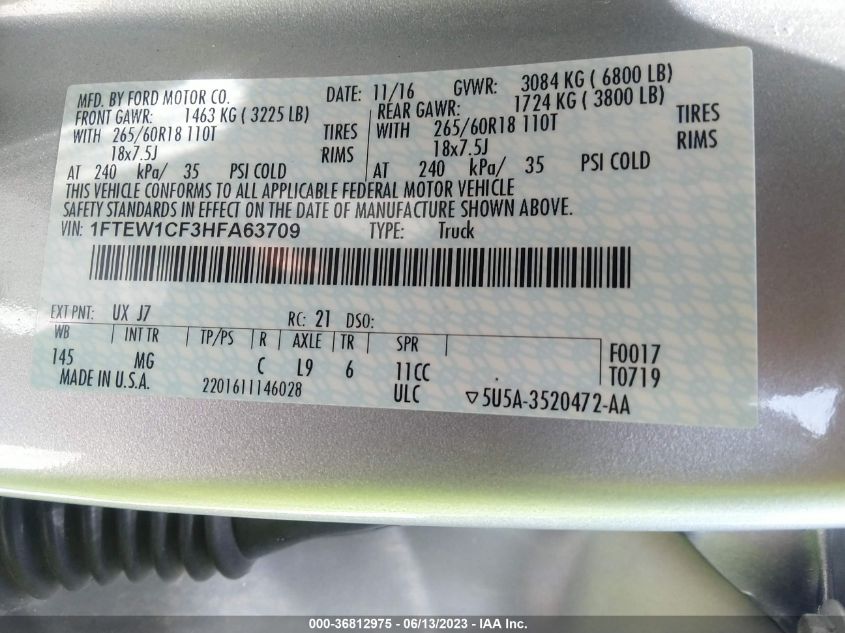 MFD. BY FORD MOTOR CO. DATE: 11/16 GVWR: 3084 KG ( 6800 LB)
FRONT GAWR: 1463 KG ( 3225 LB) REAR GAWR: 1724 KG ( 3800 LB)
WITH 265/60R18 110T TIRES WITH 265/60R18 110T TIRES
18x7.5J RIMS 18x7.5J RIMS
AT 240 kPa/ 35 PSI COLD AT 240 kPa/ 35 PSI COLD
THIS VEHICLE CONFORMS TO ALL APPLICABLE FEDERAL MOTOR VEHICLE
SAFETY STANDARDS IN EFFECT ON THE DATE OF MANUFACTURE SHOWN ABOVE.
VIN: 1FTEW1CF3HFA63709 TYPE: Truck
EXT PNT: UX J7 RC: 21 DSO:
WB INT TR TP/PS R AXLE TR SPR F0017
145 MG C L9 6 11CC T0719
MADE IN U.S.A. 2201611146028 ULC ▽5U5A-3520472-AA
000-36812975 - 06/13/2023 - IAA Inc.